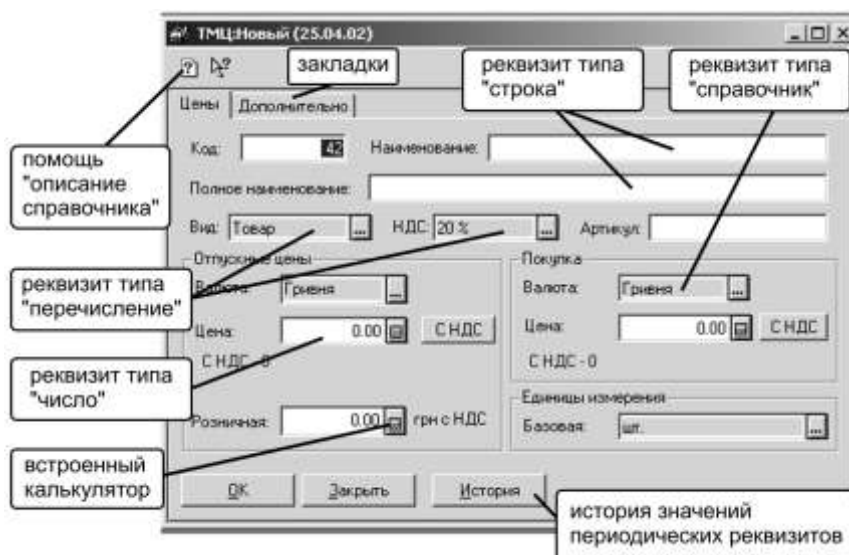 ТМЦ:Новый (25.04.02)
закладки
реквизит типа
"строка"
реквизит типа
"справочник"
Цены Дополнительно
помощь
"описание
справочника"
Код: 42 Наименование:
Полное наименование:
Вид: Товар ... НДС: 20 % ... Артикул:
реквизит типа
"перечисление"
Отпускные цены
Валюта: Гривня ...
Цена: 0.00 С НДС
С НДС - 0
Покупка
Валюта: Гривня ...
Цена: 0.00 С НДС
С НДС - 0
реквизит типа
"число"
Розничная: 0.00 грн с НДС
Единицы измерения
Базовая: шт. ...
встроенный
калькулятор
OK Закрыть История
история значений
периодических реквизитов